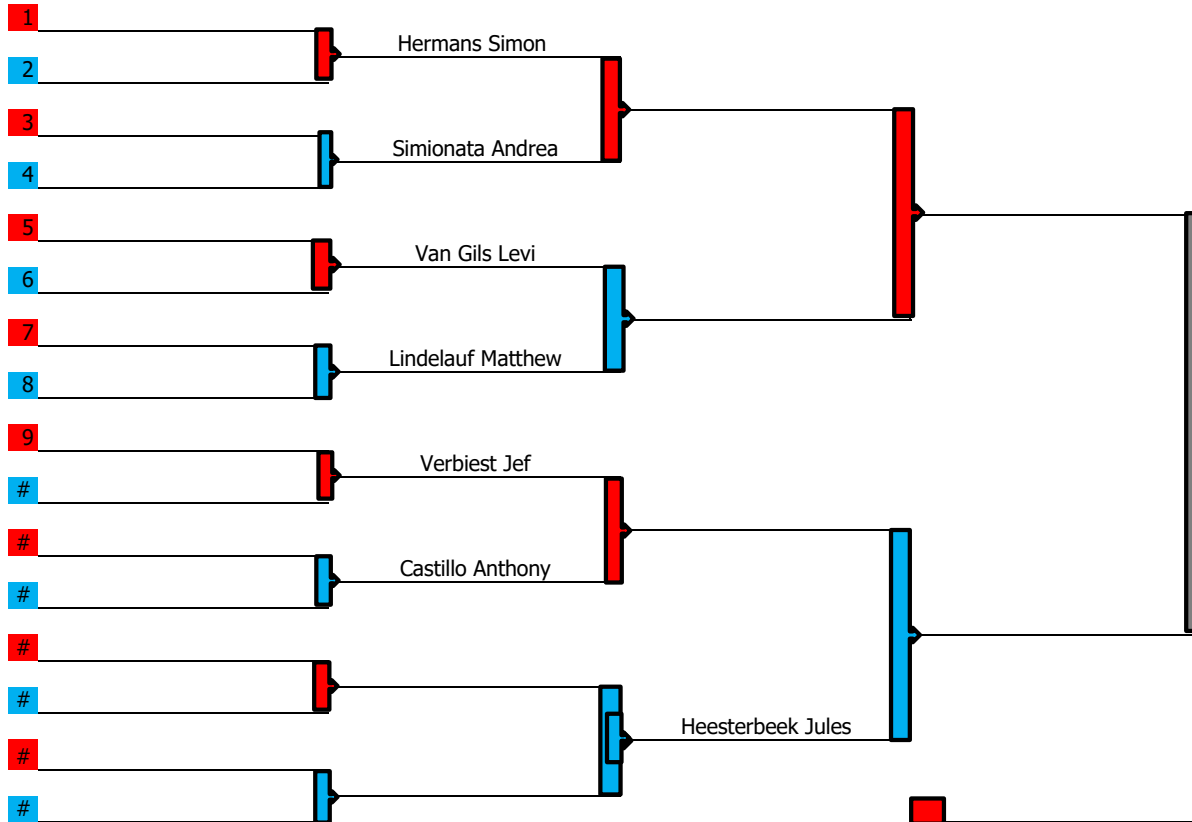 1
Hermans Simon
2
3
Simionata Andrea
4
5
Van Gils Levi
6
7
Lindelauf Matthew
8
9
Verbiest Jef
#
#
Castillo Anthony
#
#
#
Heesterbeek Jules
#
#